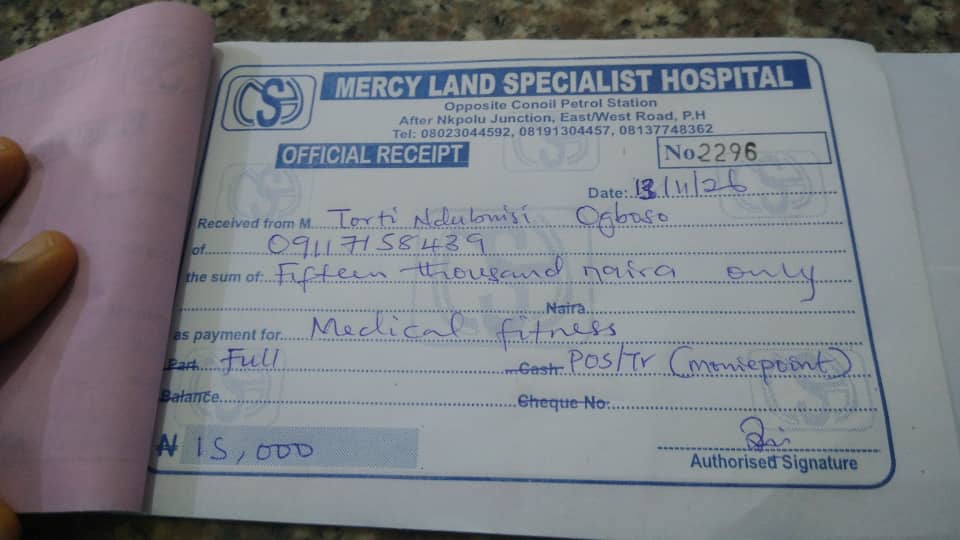 CSH
MERCY LAND SPECIALIST HOSPITAL
Opposite Conoil Petrol Station
After Nkpolu Junction, East/West Road, P.H
Tel: 08023044592, 08191304457, 08137748362
OFFICIAL RECEIPT
No 2296
Date: 13/11/26
Received from M. Torti Ndubuisi Ogboso
of 09117158439
the sum of: Fifteen thousand naira only
Naira
as payment for Medical fitness
Part Full Cash POS/Tr (moniepoint)
Balance Cheque No:
₦ 15,000
Authorised Signature